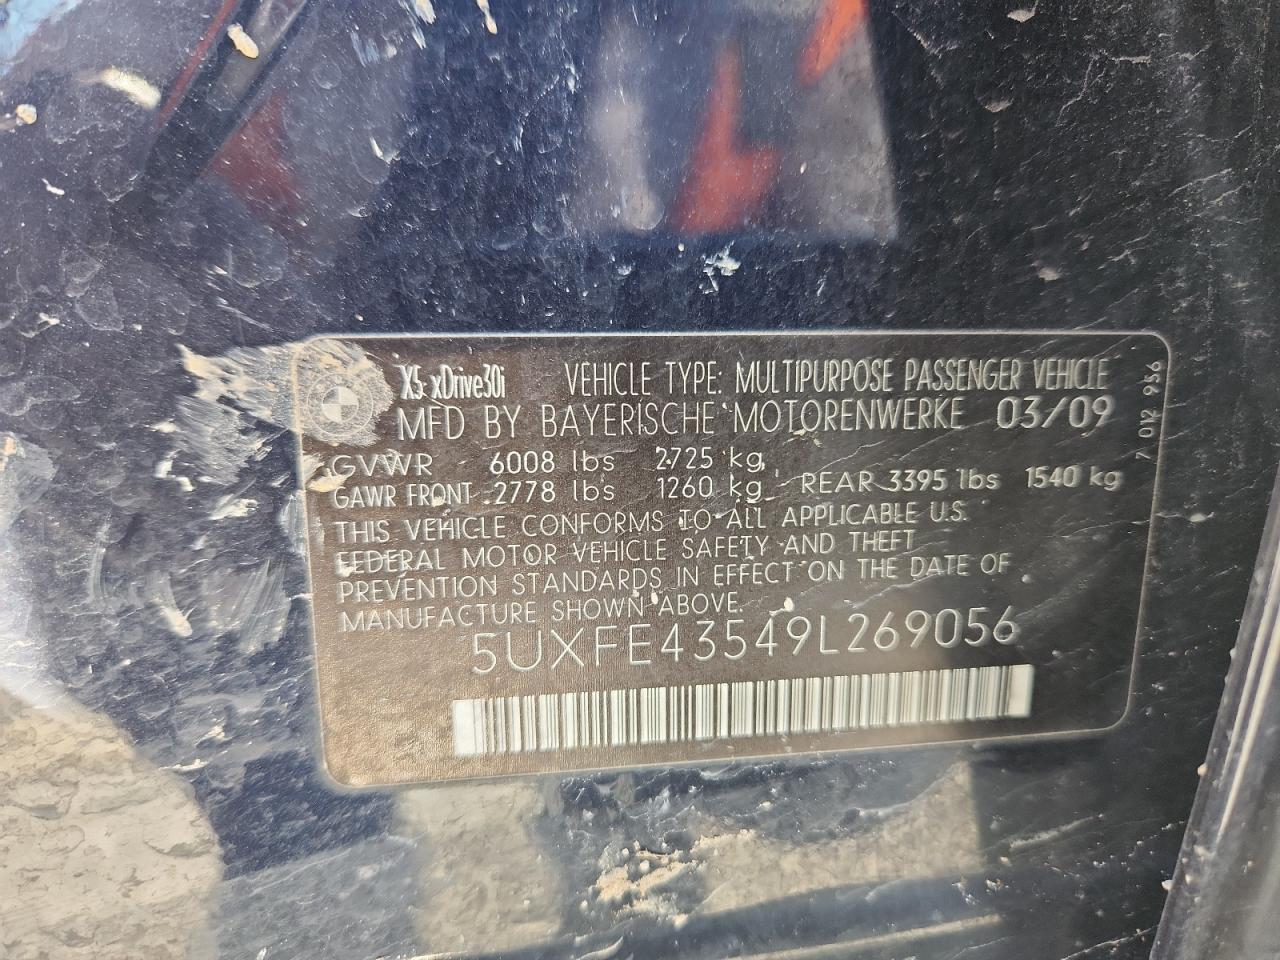 X5 xDrive30i VEHICLE TYPE: MULTIPURPOSE PASSENGER VEHICLE
MFD BY BAYERISCHE MOTORENWERKE 03/09
GVWR 6008 lbs 2725 kg
GAWR FRONT 2778 lbs 1260 kg REAR 3395 lbs 1540 kg
THIS VEHICLE CONFORMS TO ALL APPLICABLE U.S.
FEDERAL MOTOR VEHICLE SAFETY AND THEFT
PREVENTION STANDARDS IN EFFECT ON THE DATE OF
MANUFACTURE SHOWN ABOVE.
5UXFE43549L269056
7 012 956